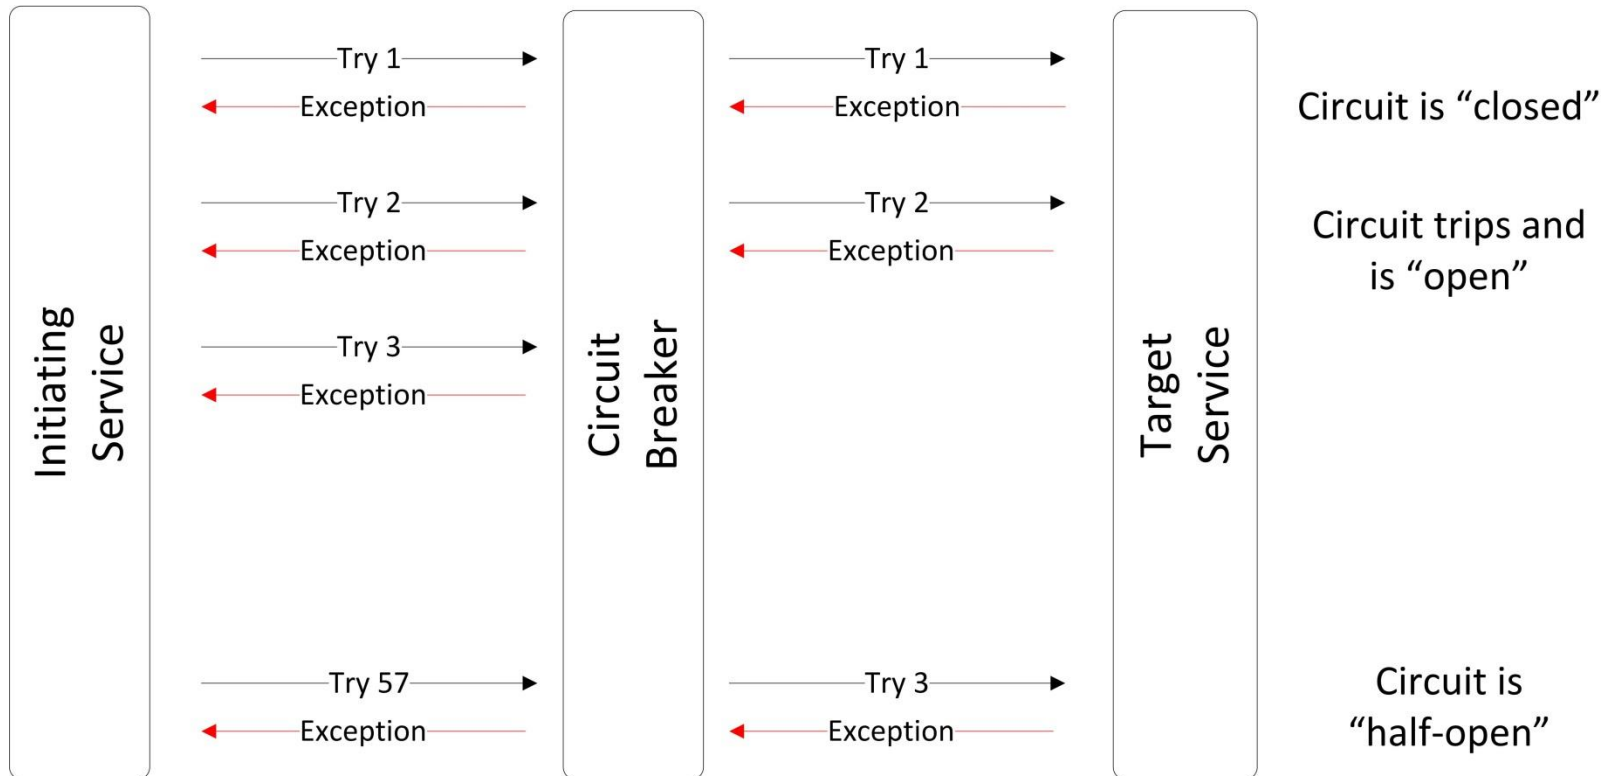 Try 1
Try 1
Exception
Exception
Circuit is “closed”
Try 2
Try 2
Exception
Exception
Circuit trips and
is “open”
Try 3
Exception
Initiating
Service
Circuit
Breaker
Target
Service
Try 57
Try 3
Exception
Exception
Circuit is
“half-open”